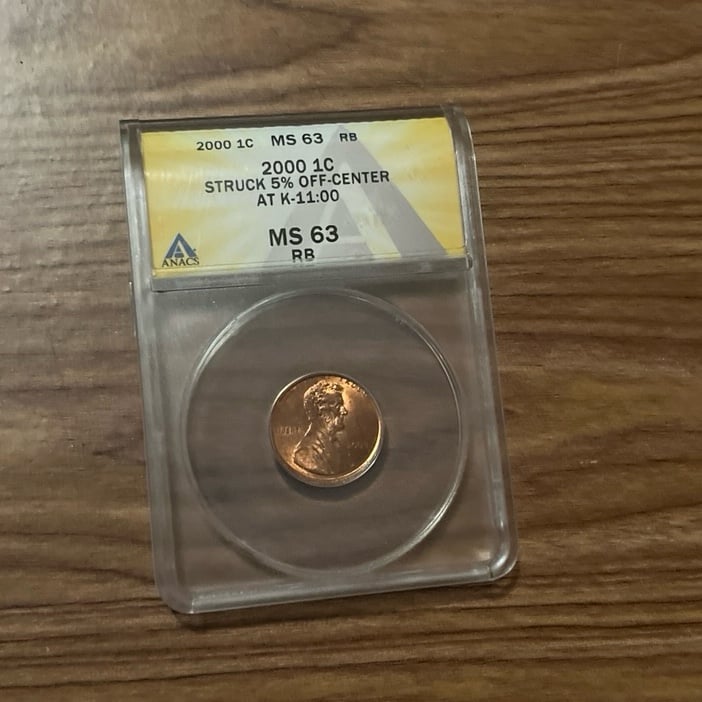 2000 1C MS 63 RB
2000 1C
STRUCK 5% OFF-CENTER
AT K-11:00
MS 63
RB
ANACS